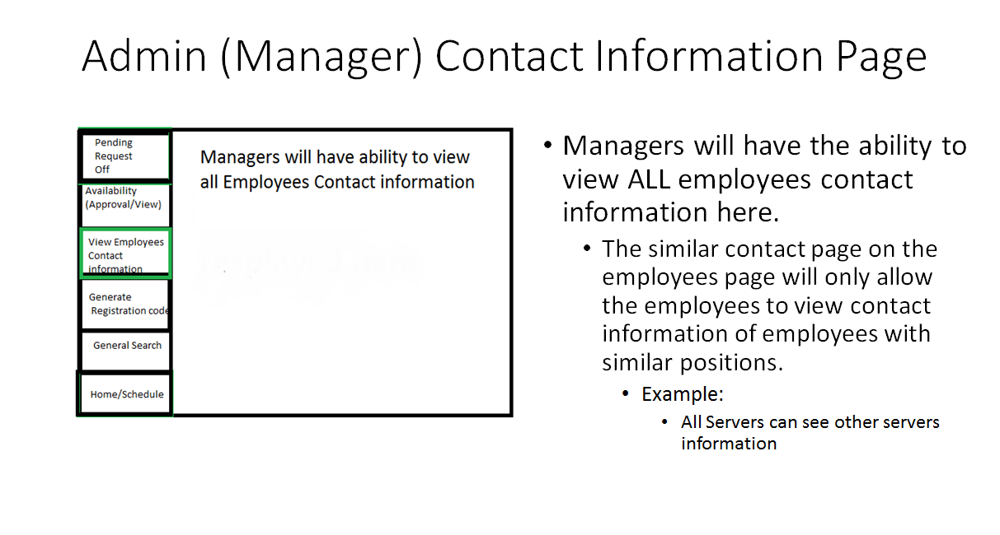 Admin (Manager) Contact Information Page
Pending
Request
Off
Availability
(Approval/View)
View Employees
Contact
information
Generate
Registration code
General Search
Home/Schedule
Managers will have ability to view
all Employees Contact information
• Managers will have the ability to
view ALL employees contact
information here.
• The similar contact page on the
employees page will only allow
the employees to view contact
information of employees with
similar positions.
• Example:
• All Servers can see other servers
information